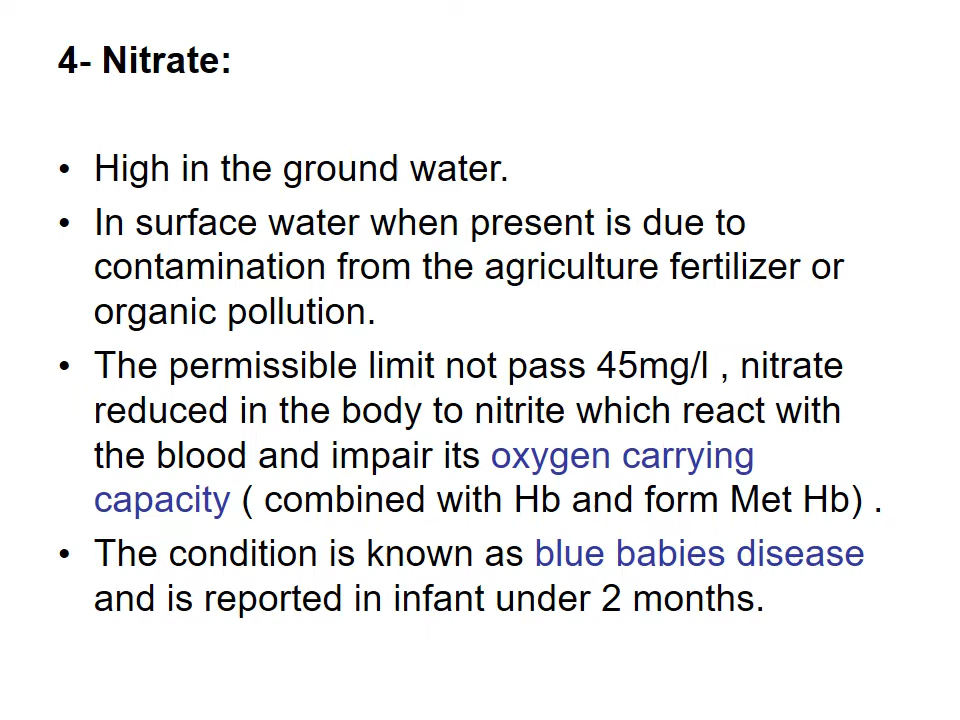 4- Nitrate:
• High in the ground water.
• In surface water when present is due to
contamination from the agriculture fertilizer or
organic pollution.
• The permissible limit not pass 45mg/l , nitrate
reduced in the body to nitrite which react with
the blood and impair its oxygen carrying
capacity ( combined with Hb and form Met Hb) .
• The condition is known as blue babies disease
and is reported in infant under 2 months.